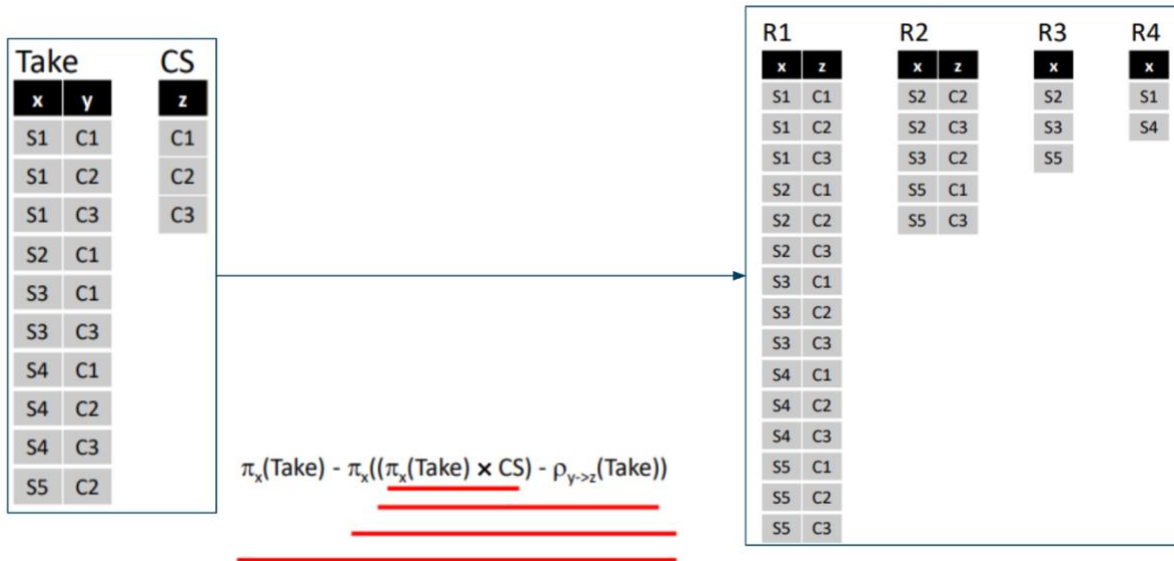 Take CS
x y z
S1 C1 C1
S1 C2 C2
S1 C3 C3
S2 C1
S3 C1
S3 C3
S4 C1
S4 C2
S4 C3
S5 C2
πx(Take) - πx((πx(Take) × CS) - ρy->z(Take))
R1 R2 R3 R4
x z x z x x
S1 C1 S2 C2 S2 S1
S1 C2 S2 C3 S3 S4
S1 C3 S3 C2 S5
S2 C1 S5 C1
S2 C2 S5 C3
S2 C3
S3 C1
S3 C2
S3 C3
S4 C1
S4 C2
S4 C3
S5 C1
S5 C2
S5 C3